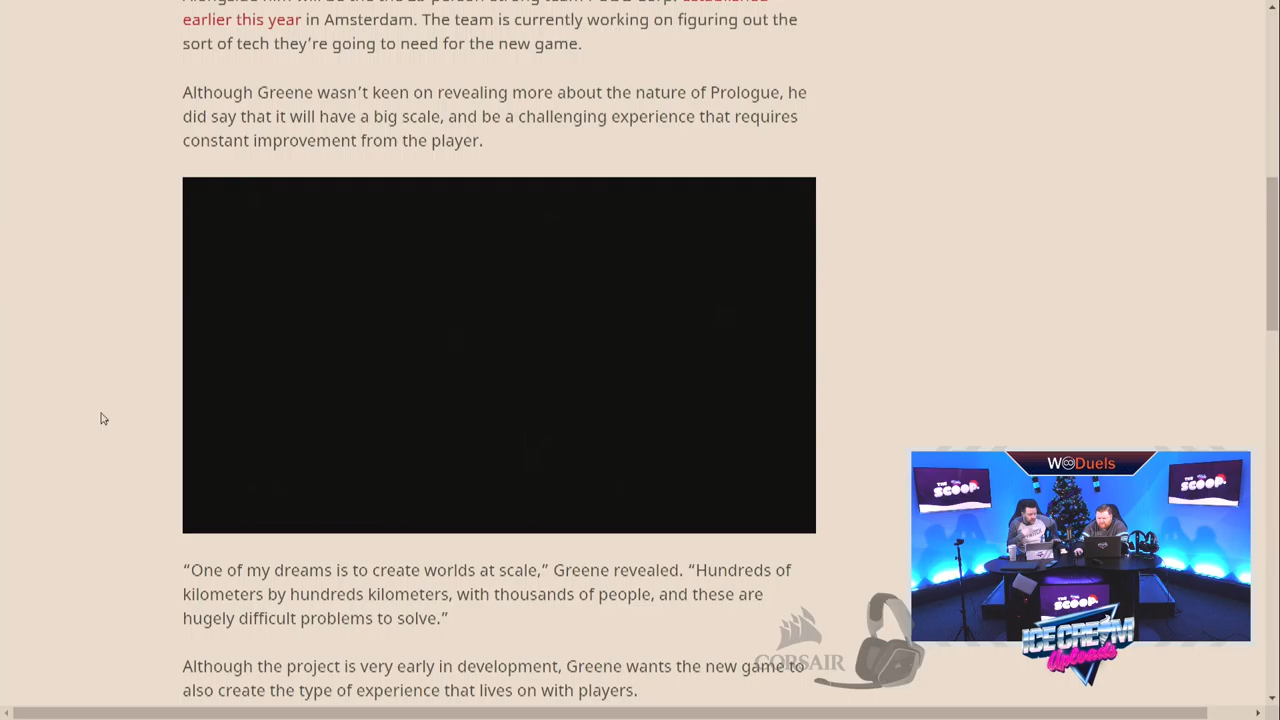 earlier this year in Amsterdam. The team is currently working on figuring out the
sort of tech they’re going to need for the new game.
Although Greene wasn’t keen on revealing more about the nature of Prologue, he
did say that it will have a big scale, and be a challenging experience that requires
constant improvement from the player.
“One of my dreams is to create worlds at scale,” Greene revealed. “Hundreds of
kilometers by hundreds kilometers, with thousands of people, and these are
hugely difficult problems to solve.”
Although the project is very early in development, Greene wants the new game to
also create the type of experience that lives on with players.
CORSAIR
W∞Duels
THE SCOOP.
THE SCOOP.
THE SCOOP.
ICE CREAM
Uploads